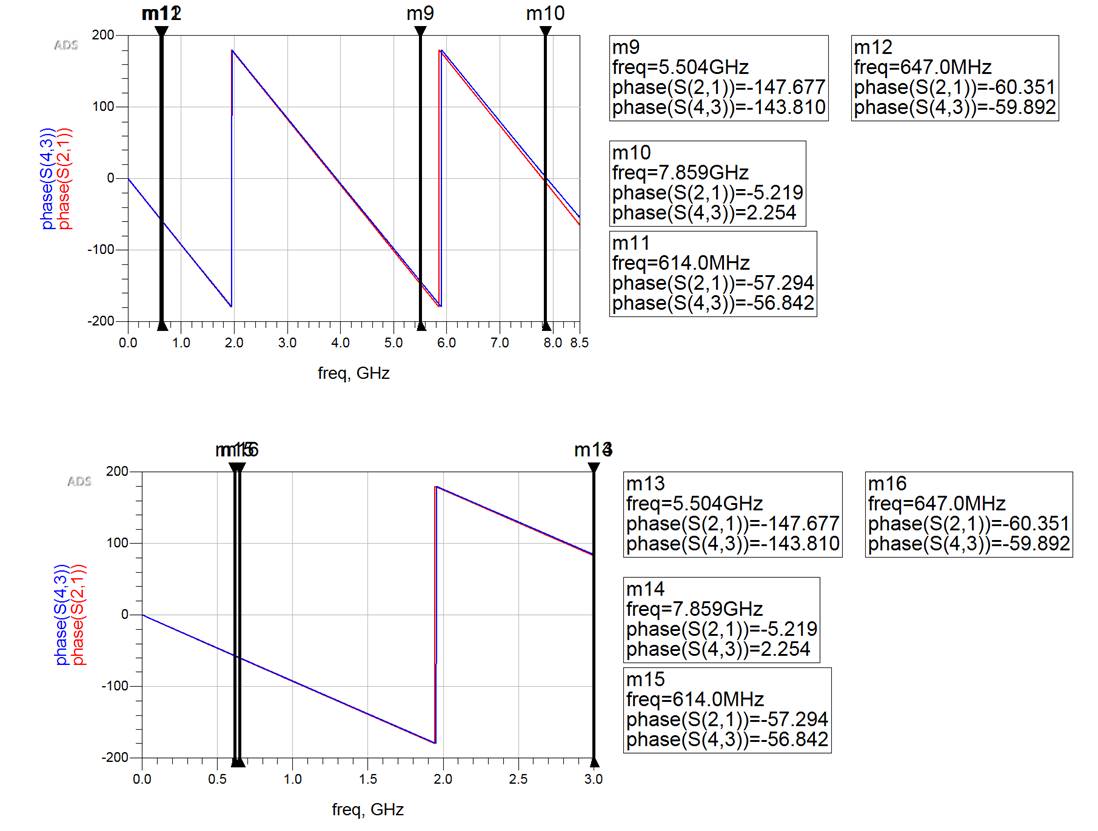 m11 m12 m9 m10
ADS
200
100
0
-100
-200
phase(S(4,3))
phase(S(2,1))
0.0 1.0 2.0 3.0 4.0 5.0 6.0 7.0 8.0 8.5
freq, GHz
m9
freq=5.504GHz
phase(S(2,1))=-147.677
phase(S(4,3))=-143.810
m12
freq=647.0MHz
phase(S(2,1))=-60.351
phase(S(4,3))=-59.892
m10
freq=7.859GHz
phase(S(2,1))=-5.219
phase(S(4,3))=2.254
m11
freq=614.0MHz
phase(S(2,1))=-57.294
phase(S(4,3))=-56.842
m15 m16 m13 m14
ADS
200
100
0
-100
-200
phase(S(4,3))
phase(S(2,1))
0.0 0.5 1.0 1.5 2.0 2.5 3.0
freq, GHz
m13
freq=5.504GHz
phase(S(2,1))=-147.677
phase(S(4,3))=-143.810
m16
freq=647.0MHz
phase(S(2,1))=-60.351
phase(S(4,3))=-59.892
m14
freq=7.859GHz
phase(S(2,1))=-5.219
phase(S(4,3))=2.254
m15
freq=614.0MHz
phase(S(2,1))=-57.294
phase(S(4,3))=-56.842